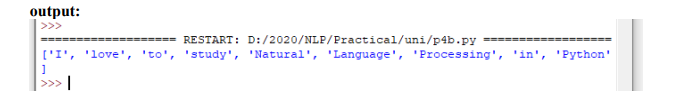 output:
>>>
=================== RESTART: D:/2020/NLP/Practical/uni/p4b.py ==================
['I', 'love', 'to', 'study', 'Natural', 'Language', 'Processing', 'in', 'Python'
]
>>>